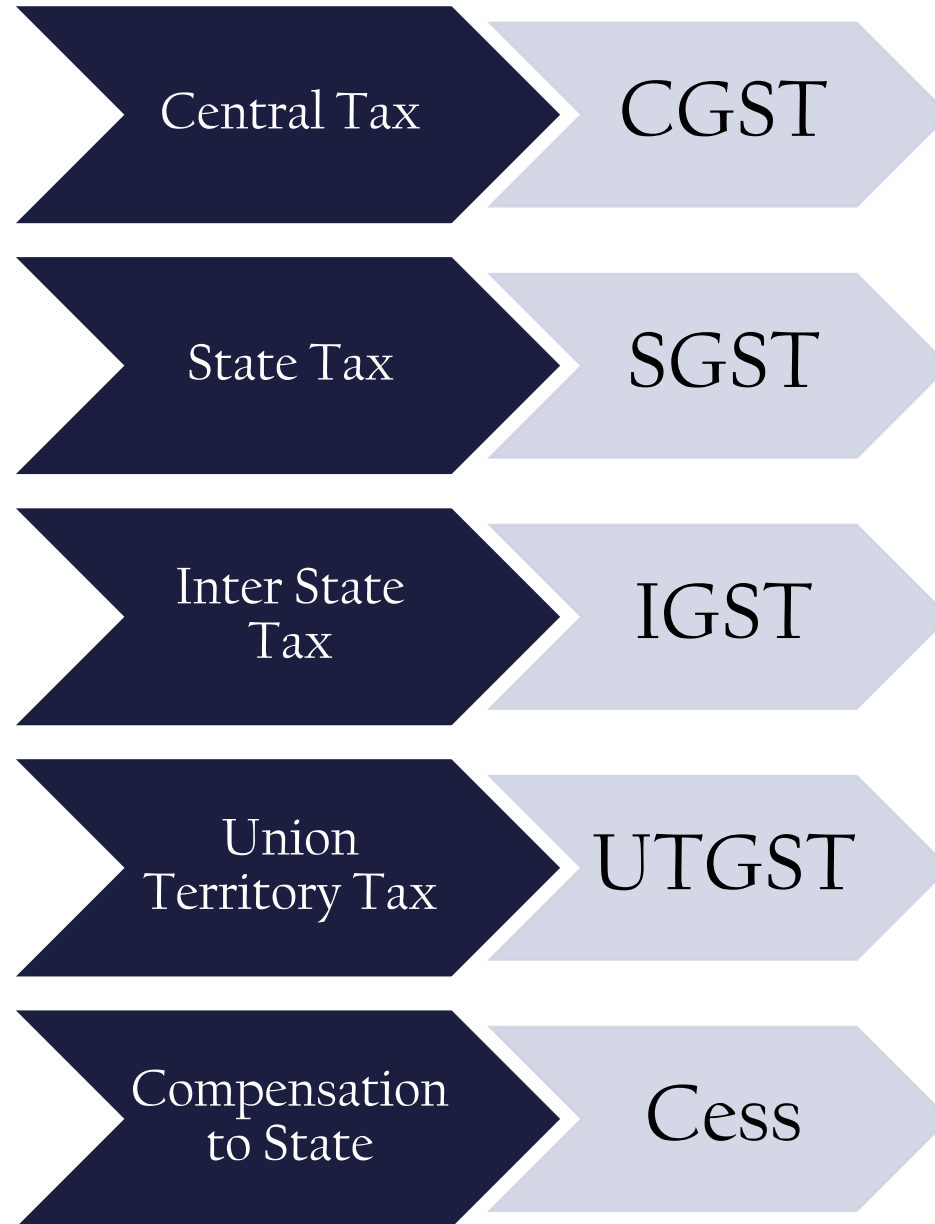 Central Tax
CGST
State Tax
SGST
Inter State
Tax
IGST
Union
Territory Tax
UTGST
Compensation
to State
Cess